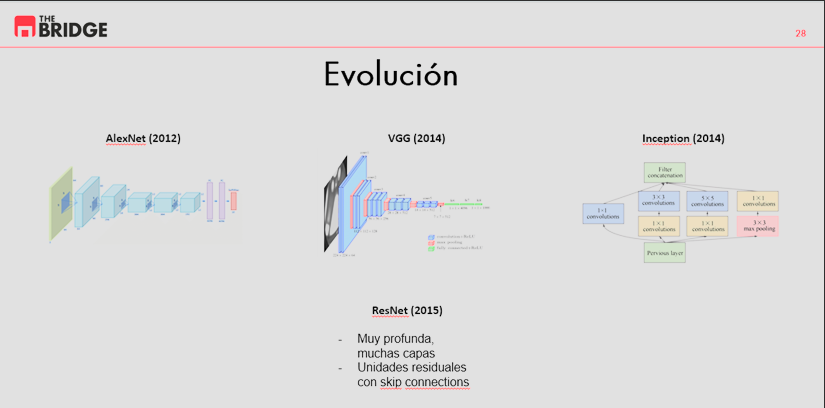 THE
BRIDGE
28
Evolución
AlexNet (2012)
VGG (2014)
Inception (2014)
Filter
concatenation
1×1
convolutions
3×3
convolutions
5×5
convolutions
1×1
convolutions
1×1
convolutions
1×1
convolutions
3×3
max pooling
Pervious layer
ResNet (2015)
- Muy profunda,
muchas capas
- Unidades residuales
con skip connections